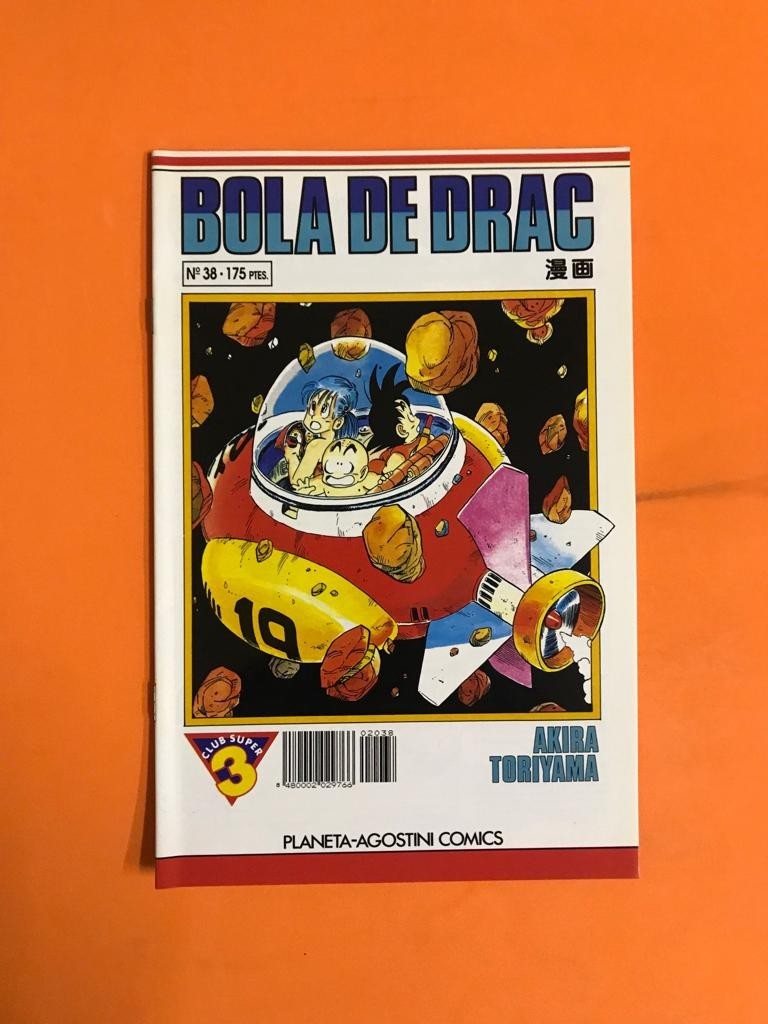 BOLA DE DRAC
Nº 38 · 175 PTES.
漫画
19
CLUB SUPER
3
02038
8 480002 029766
AKIRA
TORIYAMA
PLANETA-AGOSTINI COMICS